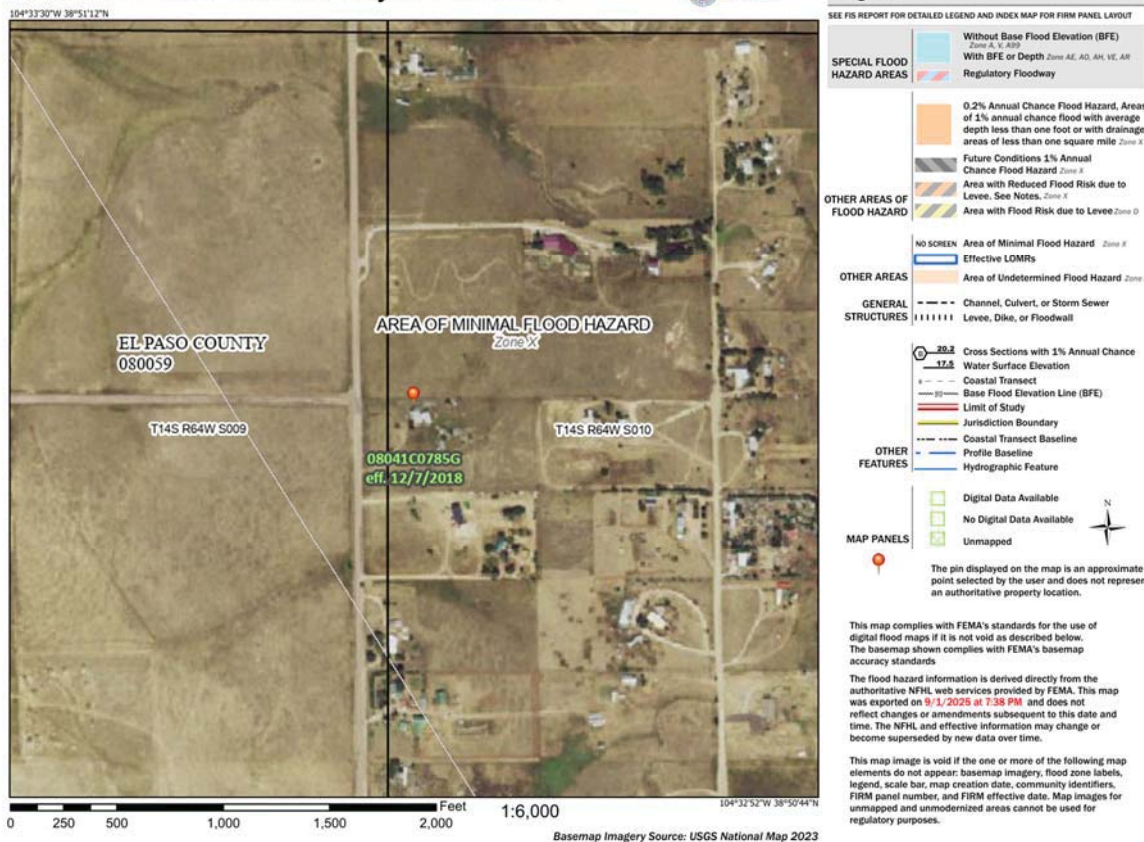 104°33'30"W 38°51'12"N
EL PASO COUNTY
080059
AREA OF MINIMAL FLOOD HAZARD
Zone X
T14S R64W S009
T14S R64W S010
08041C0785G
eff. 12/7/2018
104°32'52"W 38°50'44"N
Feet
1:6,000
0 250 500 1,000 1,500 2,000
Basemap Imagery Source: USGS National Map 2023
SEE FIS REPORT FOR DETAILED LEGEND AND INDEX MAP FOR FIRM PANEL LAYOUT
SPECIAL FLOOD
HAZARD AREAS
Without Base Flood Elevation (BFE)
Zone A, V, A99
With BFE or Depth Zone AE, AO, AH, VE, AR
Regulatory Floodway
OTHER AREAS OF
FLOOD HAZARD
0.2% Annual Chance Flood Hazard, Areas
of 1% annual chance flood with average
depth less than one foot or with drainage
areas of less than one square mile Zone X
Future Conditions 1% Annual
Chance Flood Hazard Zone X
Area with Reduced Flood Risk due to
Levee. See Notes. Zone X
Area with Flood Risk due to Levee Zone D
OTHER AREAS
NO SCREEN Area of Minimal Flood Hazard Zone X
Effective LOMRs
Area of Undetermined Flood Hazard Zone
GENERAL
STRUCTURES
Channel, Culvert, or Storm Sewer
Levee, Dike, or Floodwall
OTHER
FEATURES
20.2 Cross Sections with 1% Annual Chance
17.5 Water Surface Elevation
Coastal Transect
Base Flood Elevation Line (BFE)
Limit of Study
Jurisdiction Boundary
Coastal Transect Baseline
Profile Baseline
Hydrographic Feature
MAP PANELS
Digital Data Available
No Digital Data Available
Unmapped
N
The pin displayed on the map is an approximate
point selected by the user and does not represen
an authoritative property location.
This map complies with FEMA's standards for the use of
digital flood maps if it is not void as described below.
The basemap shown complies with FEMA's basemap
accuracy standards
The flood hazard information is derived directly from the
authoritative NFHL web services provided by FEMA. This map
was exported on 9/1/2025 at 7:38 PM and does not
reflect changes or amendments subsequent to this date and
time. The NFHL and effective information may change or
become superseded by new data over time.
This map image is void if the one or more of the following map
elements do not appear: basemap imagery, flood zone labels,
legend, scale bar, map creation date, community identifiers,
FIRM panel number, and FIRM effective date. Map images for
unmapped and unmodernized areas cannot be used for
regulatory purposes.